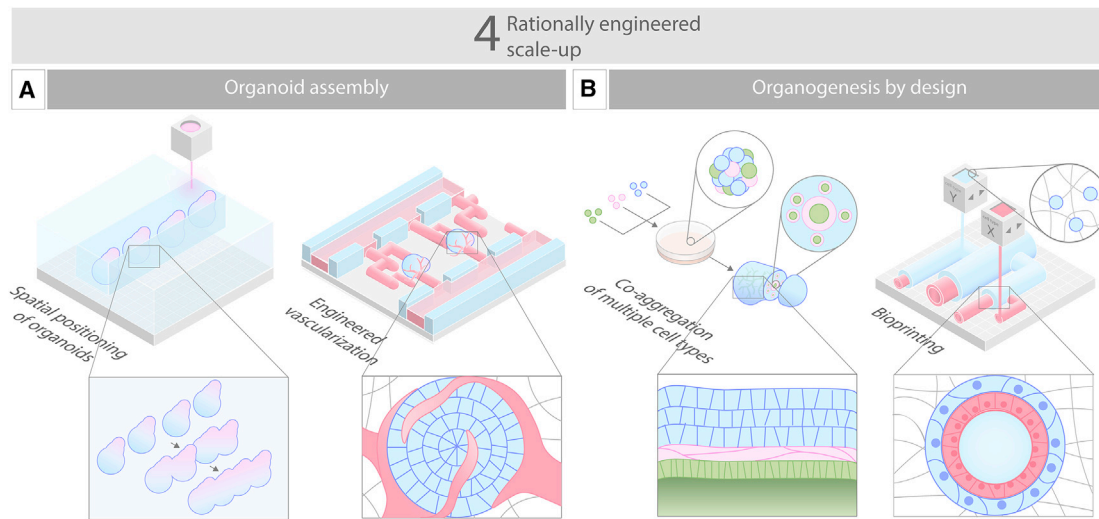 4 Rationally engineered
scale-up
A Organoid assembly
Spatial positioning
of organoids
Engineered
vascularization
B Organogenesis by design
Co-aggregation
of multiple cell types
Bioprinting
Y
X